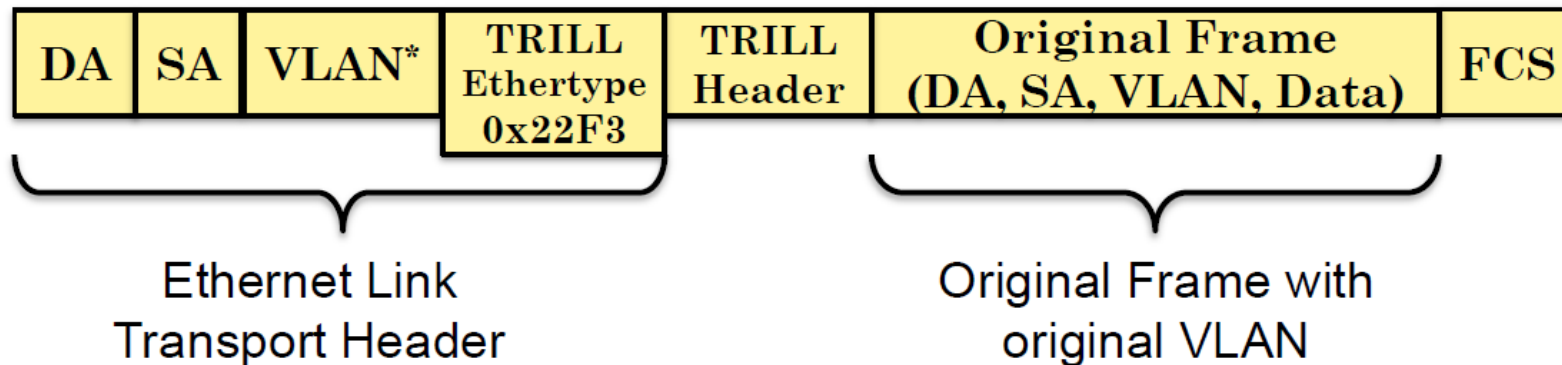 DA
SA
VLAN*
TRILL
Ethertype
0x22F3
TRILL
Header
Original Frame
(DA, SA, VLAN, Data)
FCS
Ethernet Link
Transport Header
Original Frame with
original VLAN